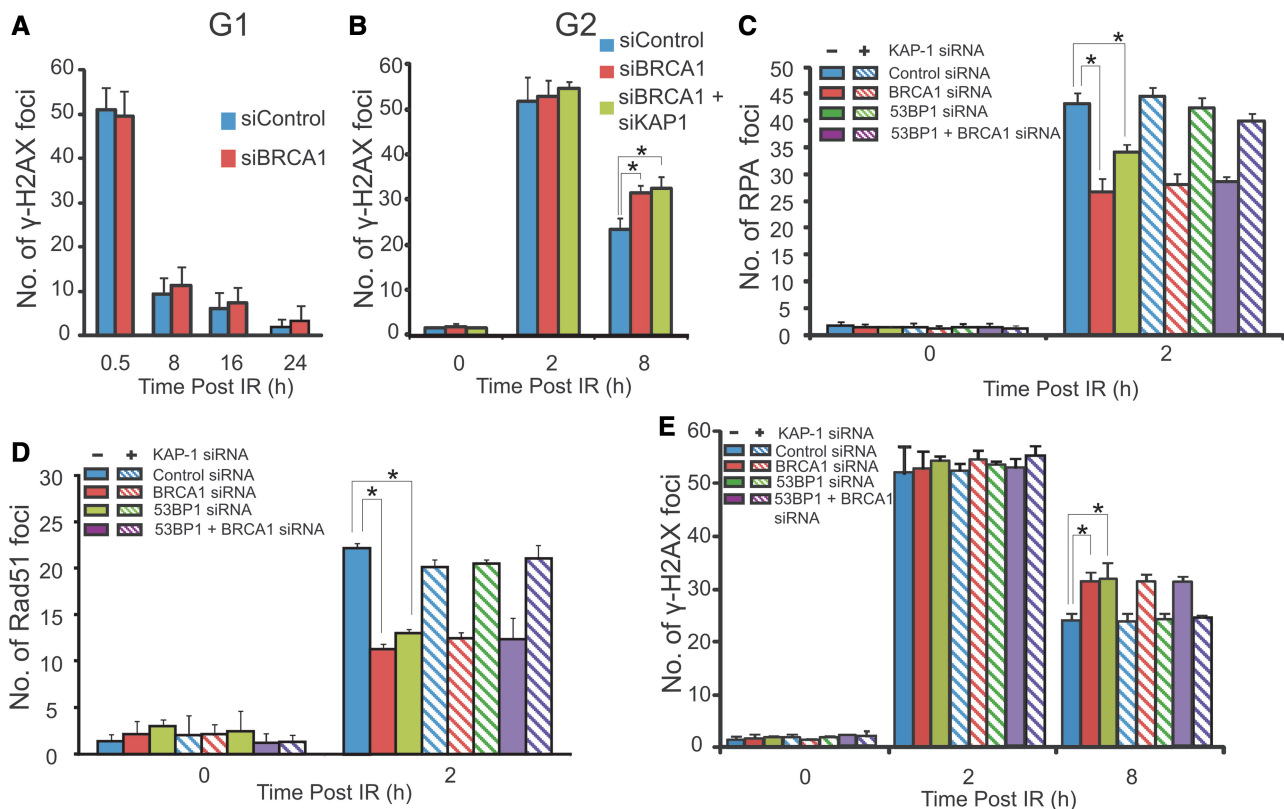 A
G1
60
50
40
30
20
10
0
No. of γ-H2AX foci
siControl
siBRCA1
0.5 8 16 24
Time Post IR (h)
B
G2
60
50
40
30
20
10
0
No. of γ-H2AX foci
siControl
siBRCA1
siBRCA1 +
siKAP1
*
*
0 2 8
Time Post IR (h)
C
50
45
40
35
30
25
20
15
10
5
0
No. of RPA foci
– + KAP-1 siRNA
Control siRNA
BRCA1 siRNA
53BP1 siRNA
53BP1 + BRCA1 siRNA
*
*
0 2
Time Post IR (h)
D
30
25
20
15
10
5
0
No. of Rad51 foci
– + KAP-1 siRNA
Control siRNA
BRCA1 siRNA
53BP1 siRNA
53BP1 + BRCA1 siRNA
*
*
0 2
Time Post IR (h)
E
60
50
40
30
20
10
0
No. of γ-H2AX foci
– + KAP-1 siRNA
Control siRNA
BRCA1 siRNA
53BP1 siRNA
53BP1 + BRCA1
siRNA
*
*
0 2 8
Time Post IR (h)